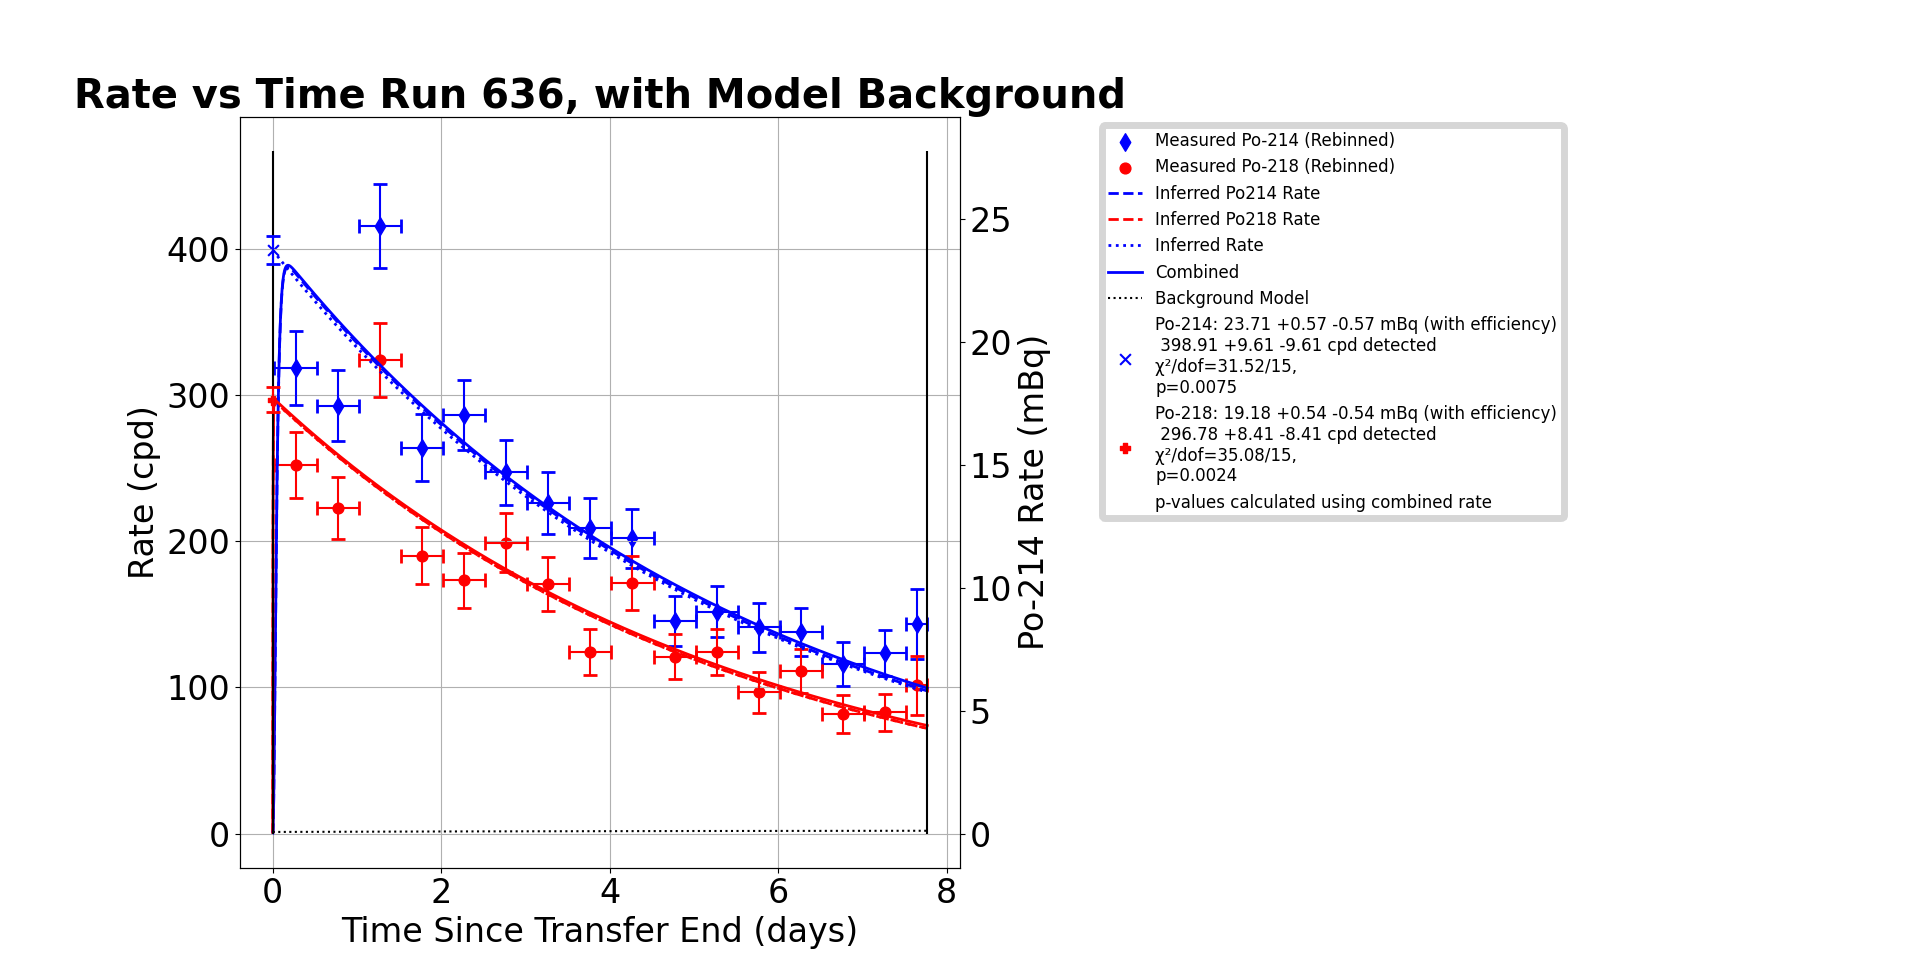 Rate vs Time Run 636, with Model Background
Rate (cpd)
400
300
200
100
0
0 2 4 6 8
Time Since Transfer End (days)
25
20
15
10
5
0
Po-214 Rate (mBq)
Measured Po-214 (Rebinned)
Measured Po-218 (Rebinned)
Inferred Po214 Rate
Inferred Po218 Rate
Inferred Rate
Combined
Background Model
Po-214: 23.71 +0.57 -0.57 mBq (with efficiency)
398.91 +9.61 -9.61 cpd detected
χ²/dof=31.52/15,
p=0.0075
Po-218: 19.18 +0.54 -0.54 mBq (with efficiency)
296.78 +8.41 -8.41 cpd detected
χ²/dof=35.08/15,
p=0.0024
p-values calculated using combined rate